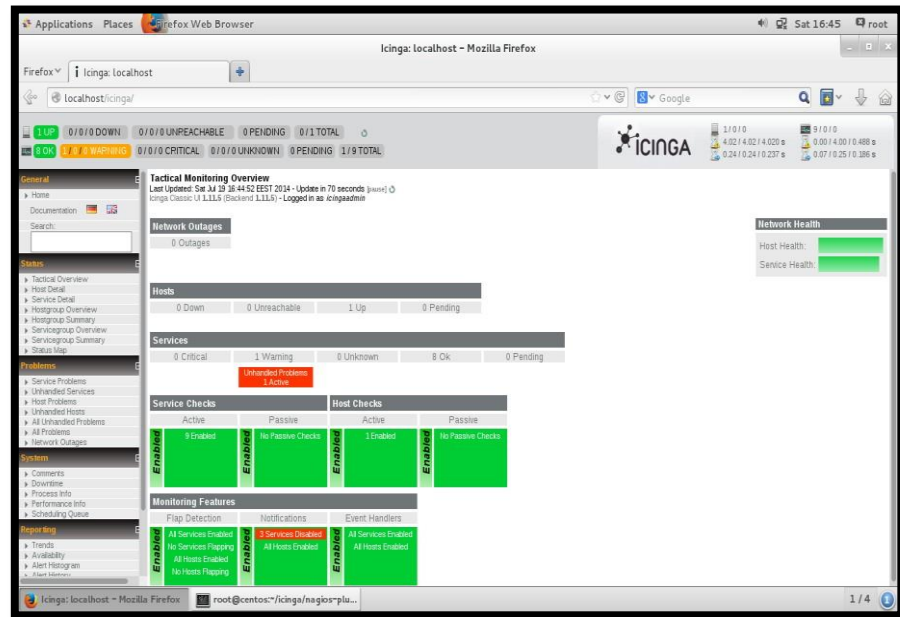 Applications Places Firefox Web Browser Sat 16:45 root
Icinga: localhost - Mozilla Firefox
Firefox Icinga: localhost
localhost/icinga/ Google
1 UP 0/0/0 DOWN 0/0/0 UNREACHABLE 0 PENDING 0/1 TOTAL
8 OK 1/0/0 WARNING 0/0/0 CRITICAL 0/0/0 UNKNOWN 0 PENDING 1/9 TOTAL
ICINGA
1/0/0 9/0/0
4.02 / 4.02 / 4.020 s 0.00 / 4.00 / 0.488 s
0.24 / 0.24 / 0.237 s 0.07 / 0.25 / 0.186 s
General
Home
Documentation
Search:
Status
Tactical Overview
Host Detail
Service Detail
Hostgroup Overview
Hostgroup Summary
Servicegroup Overview
Servicegroup Summary
Status Map
Problems
Service Problems
Unhandled Services
Host Problems
Unhandled Hosts
All Unhandled Problems
All Problems
Network Outages
System
Comments
Downtime
Process Info
Performance Info
Scheduling Queue
Reporting
Trends
Availability
Alert Histogram
Alert History
Tactical Monitoring Overview
Last Updated: Sat Jul 19 16:44:52 EEST 2014 - Update in 70 seconds [pause]
Icinga Classic UI 1.11.5 (Backend 1.11.5) - Logged in as icingaadmin
Network Outages
0 Outages
Network Health
Host Health:
Service Health:
Hosts
0 Down 0 Unreachable 1 Up 0 Pending
Services
0 Critical 1 Warning 0 Unknown 8 Ok 0 Pending
Unhandled Problems
1 Active
Service Checks Host Checks
Active Passive Active Passive
Enabled 9 Enabled Enabled No Passive Checks Enabled 1 Enabled Enabled No Passive Checks
Monitoring Features
Flap Detection Notifications Event Handlers
Enabled Enabled Enabled
All Services Enabled 3 Services Disabled All Services Enabled
No Services Flapping All Hosts Enabled All Hosts Enabled
All Hosts Enabled
No Hosts Flapping
Icinga: localhost - Mozilla Firefox root@centos:~/icinga/nagios-plu... 1 / 4